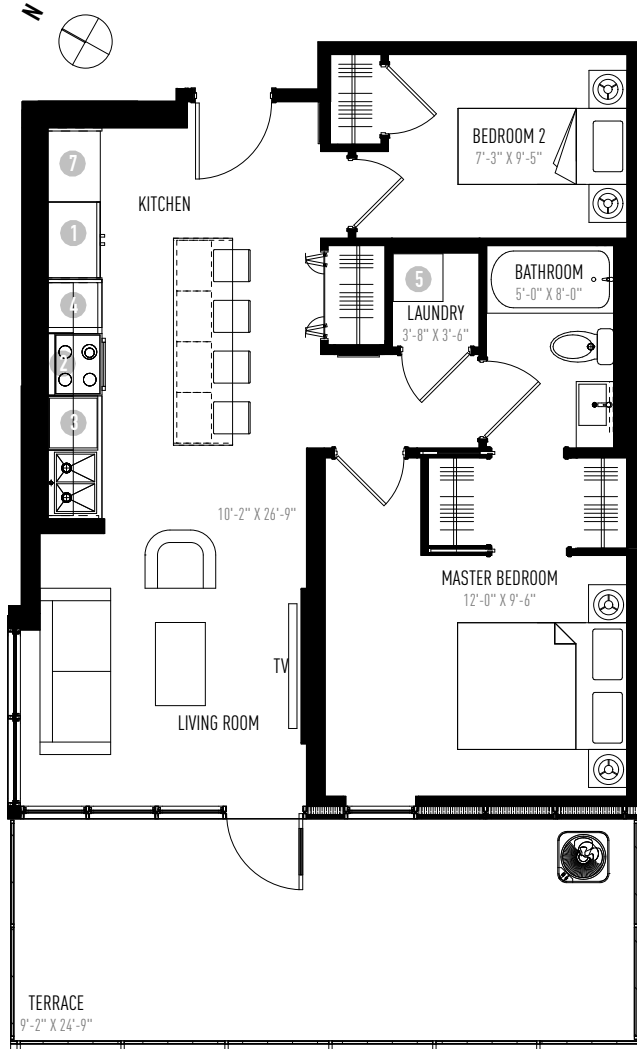 N
BEDROOM 2
7'-3" X 9'-5"
7
KITCHEN
1
BATHROOM
5'-0" X 8'-0"
5
4
LAUNDRY
3'-8" X 3'-6"
2
3
10'-2" X 26'-9"
MASTER BEDROOM
12'-0" X 9'-6"
TV
LIVING ROOM
TERRACE
9'-2" X 24'-9"